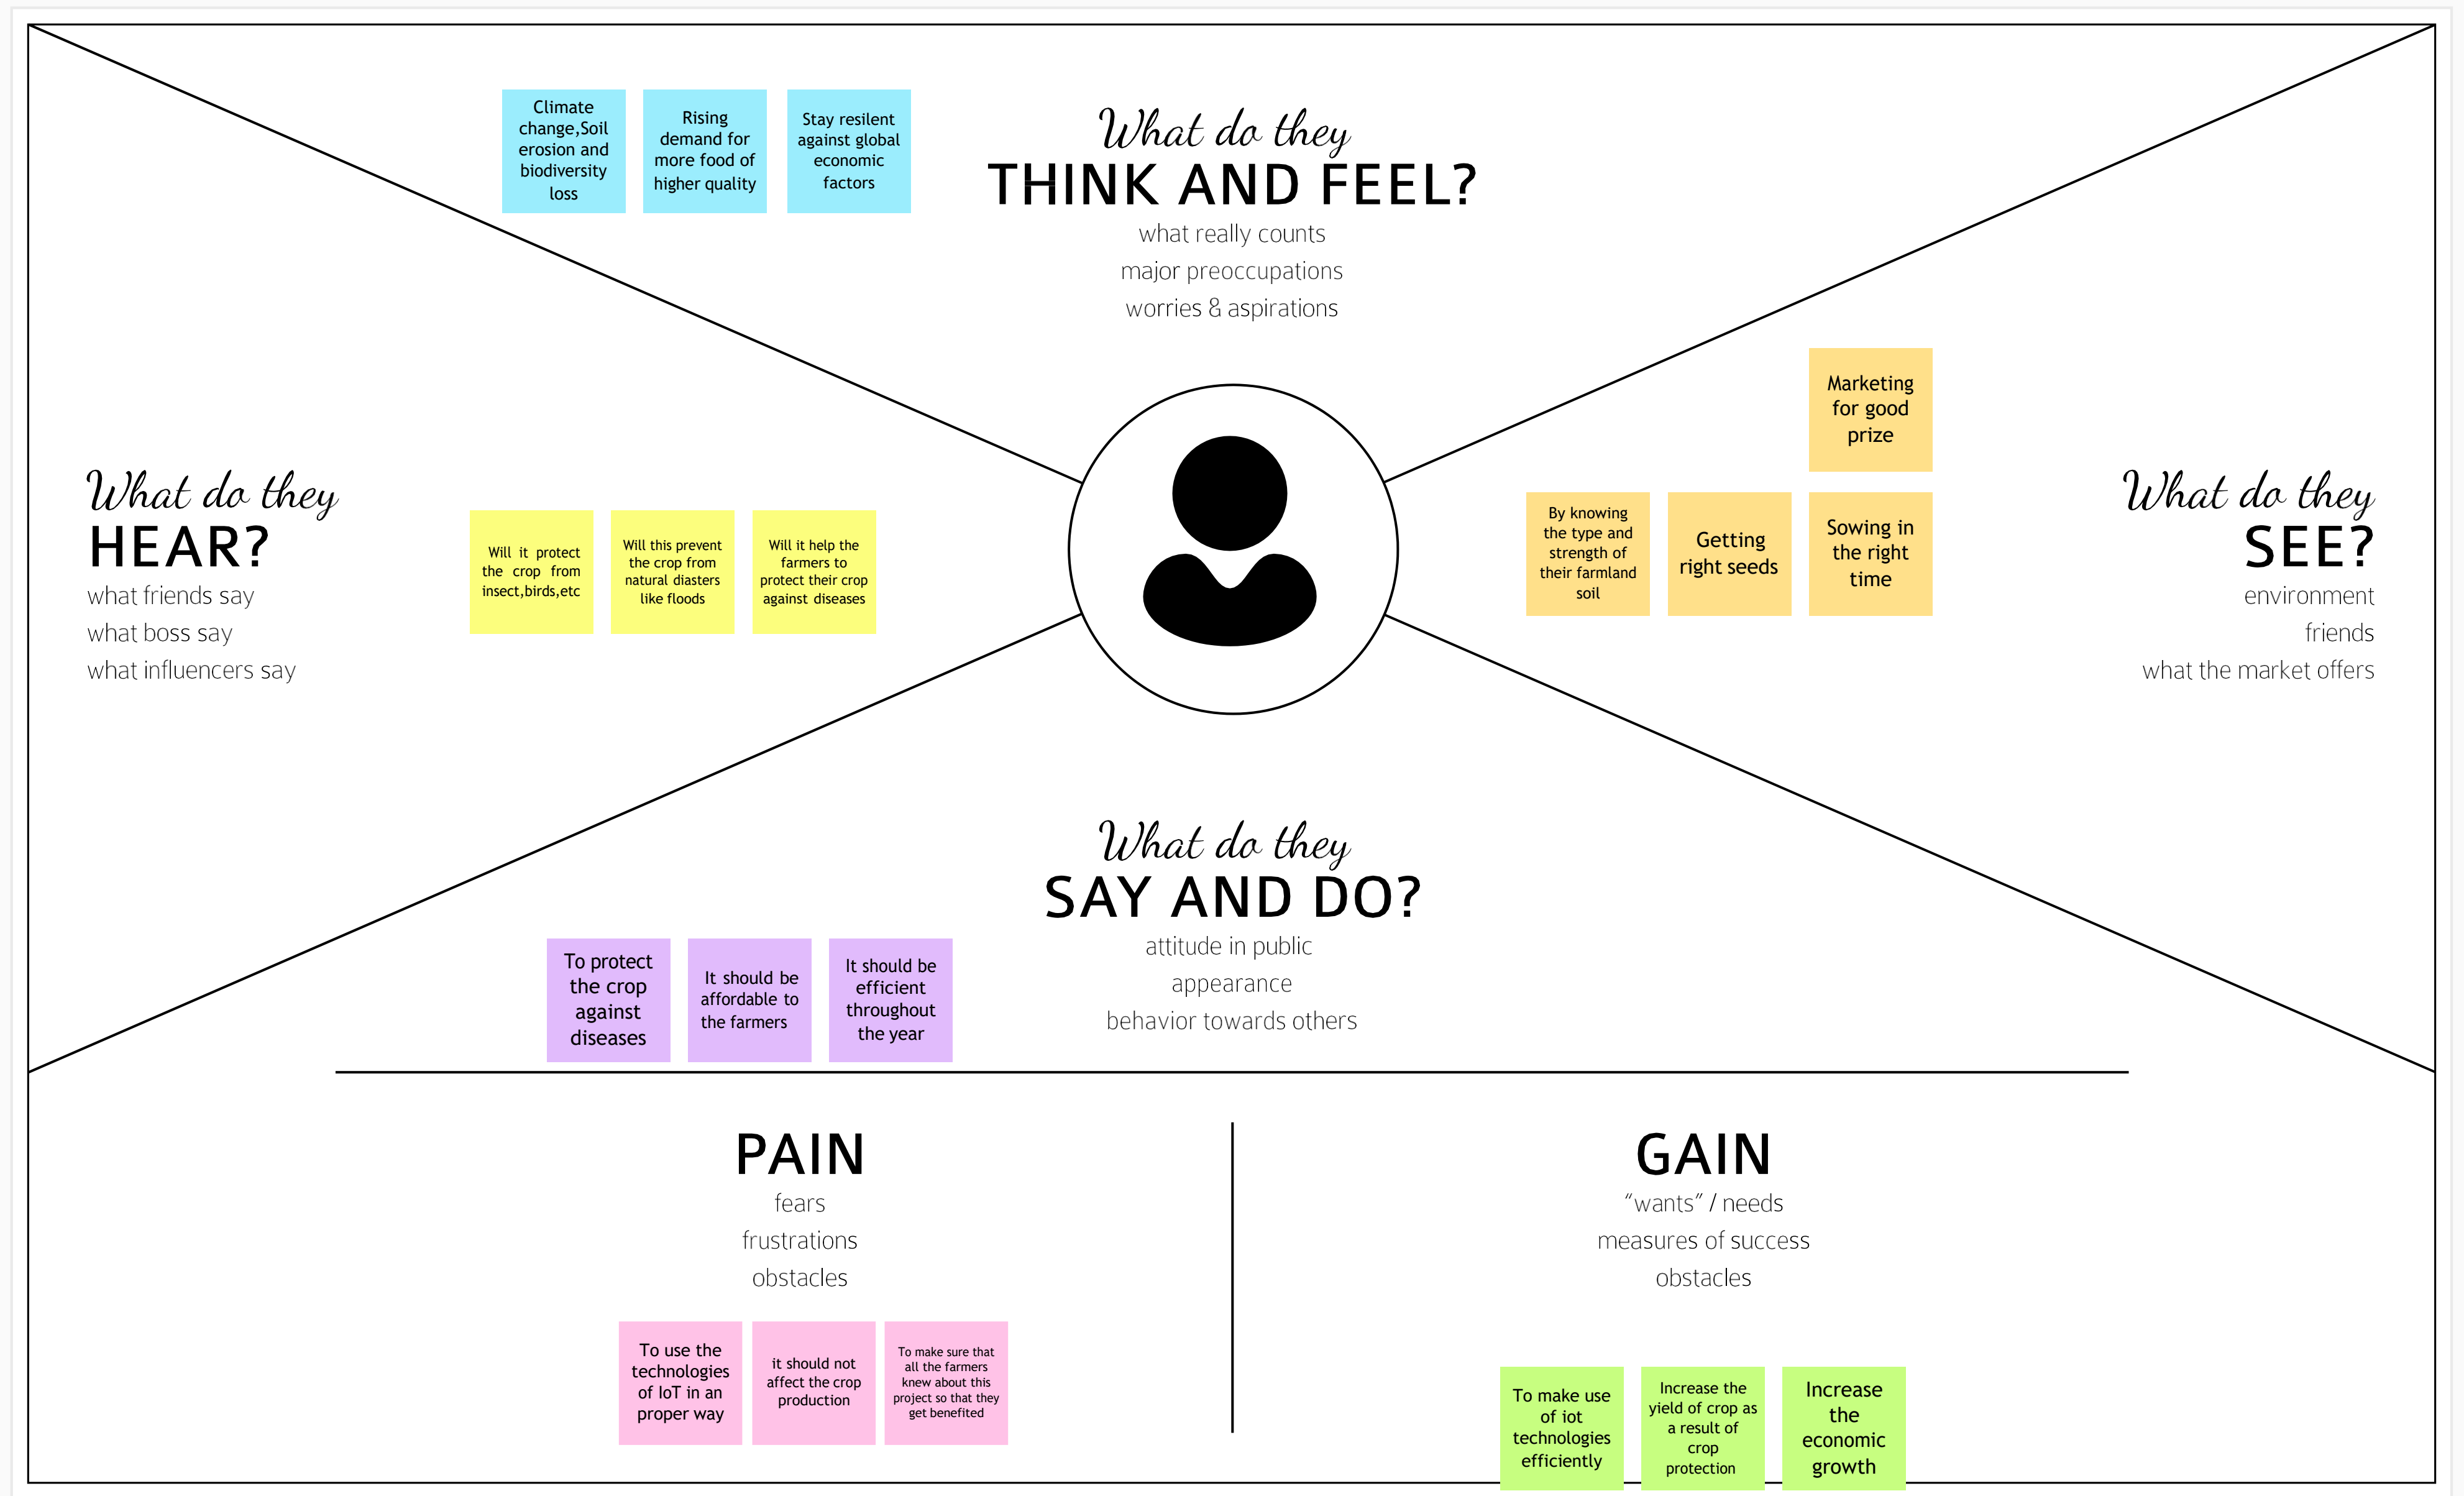 Climate
change,Soil
erosion and
biodiversity
loss
Rising
demand for
more food of
higher quality
Stay resilent
against global
economic
factors
What do they
THINK AND FEEL?
what really counts
major preoccupations
worries & aspirations
What do they
HEAR?
what friends say
what boss say
what influencers say
Will it protect
the crop from
insect,birds,etc
Will this prevent
the crop from
natural diasters
like floods
Will it help the
farmers to
protect their crop
against diseases
Marketing
for good
prize
By knowing
the type and
strength of
their farmland
soil
Getting
right seeds
Sowing in
the right
time
What do they
SEE?
environment
friends
what the market offers
What do they
SAY AND DO?
attitude in public
appearance
behavior towards others
To protect
the crop
against
diseases
It should be
affordable to
the farmers
It should be
efficient
throughout
the year
PAIN
fears
frustrations
obstacles
To use the
technologies
of IoT in an
proper way
it should not
affect the crop
production
To make sure that
all the farmers
knew about this
project so that they
get benefited
GAIN
“wants” / needs
measures of success
obstacles
To make use
of iot
technologies
efficiently
Increase the
yield of crop as
a result of
crop
protection
Increase
the
economic
growth